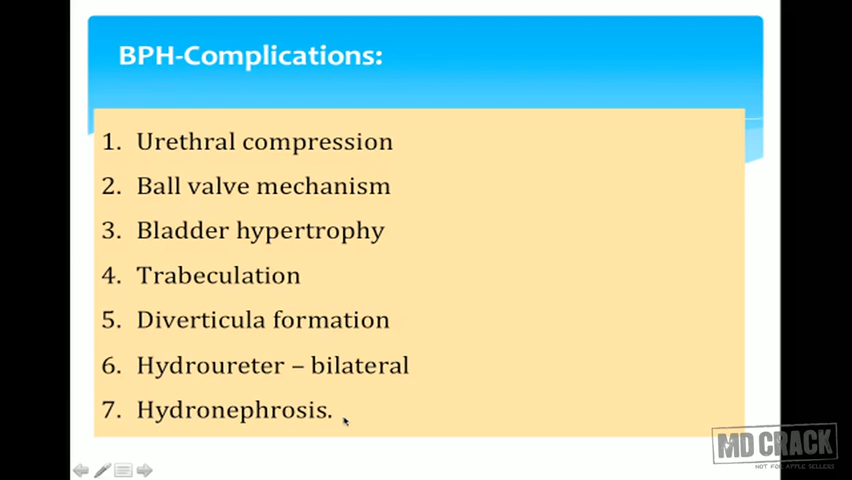 BPH-Complications:
1. Urethral compression
2. Ball valve mechanism
3. Bladder hypertrophy
4. Trabeculation
5. Diverticula formation
6. Hydroureter – bilateral
7. Hydronephrosis.
MD CRACK
NOT FOR APPLE SELLERS